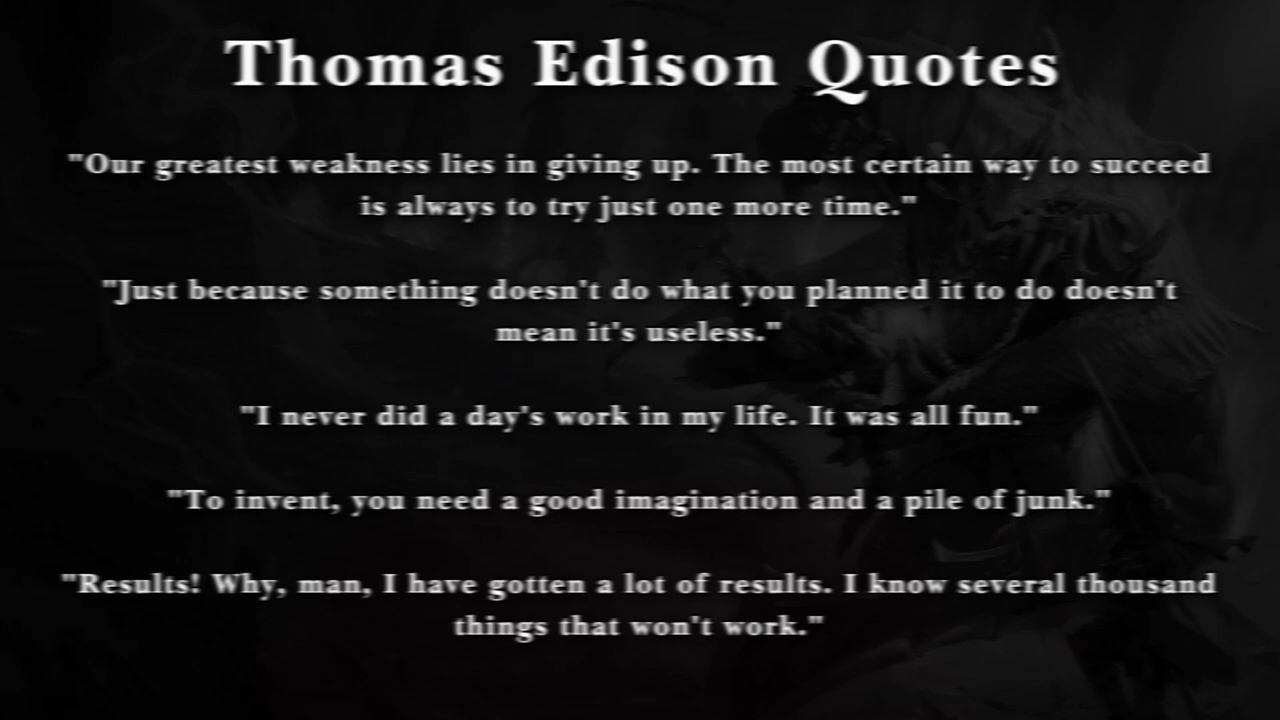 Thomas Edison Quotes
"Our greatest weakness lies in giving up. The most certain way to succeed
is always to try just one more time."
"Just because something doesn't do what you planned it to do doesn't
mean it's useless."
"I never did a day's work in my life. It was all fun."
"To invent, you need a good imagination and a pile of junk."
"Results! Why, man, I have gotten a lot of results. I know several thousand
things that won't work."